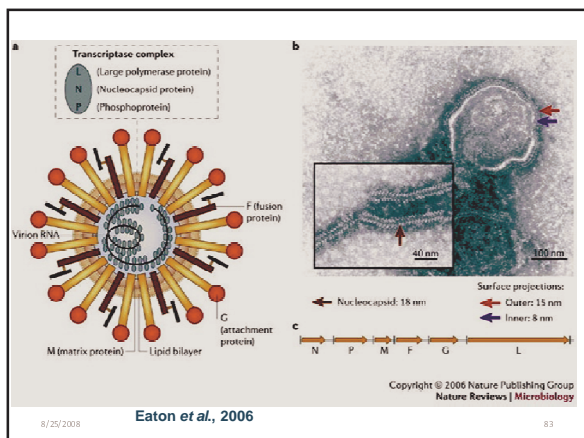 a
Transcriptase complex
L (Large polymerase protein)
N (Nucleocapsid protein)
P (Phosphoprotein)
F (fusion
protein)
Virion RNA
G
(attachment
protein)
M (matrix protein)
Lipid bilayer
b
40 nm
100 nm
Nucleocapsid: 18 nm
Surface projections:
Outer: 15 nm
Inner: 8 nm
c
N P M F G L
Copyright © 2006 Nature Publishing Group
Nature Reviews | Microbiology
8/25/2008
Eaton et al., 2006
83